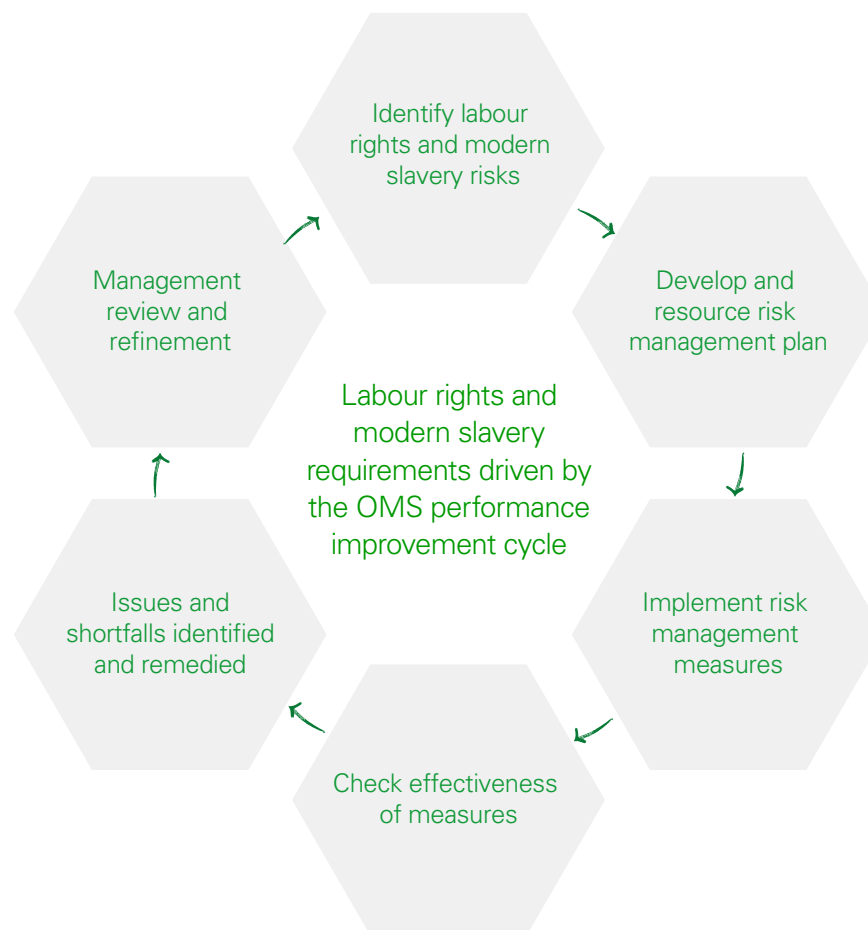 Identify labour
rights and modern
slavery risks
Develop and
resource risk
management plan
Implement risk
management
measures
Check effectiveness
of measures
Issues and
shortfalls identified
and remedied
Management
review and
refinement
Labour rights and
modern slavery
requirements driven by
the OMS performance
improvement cycle